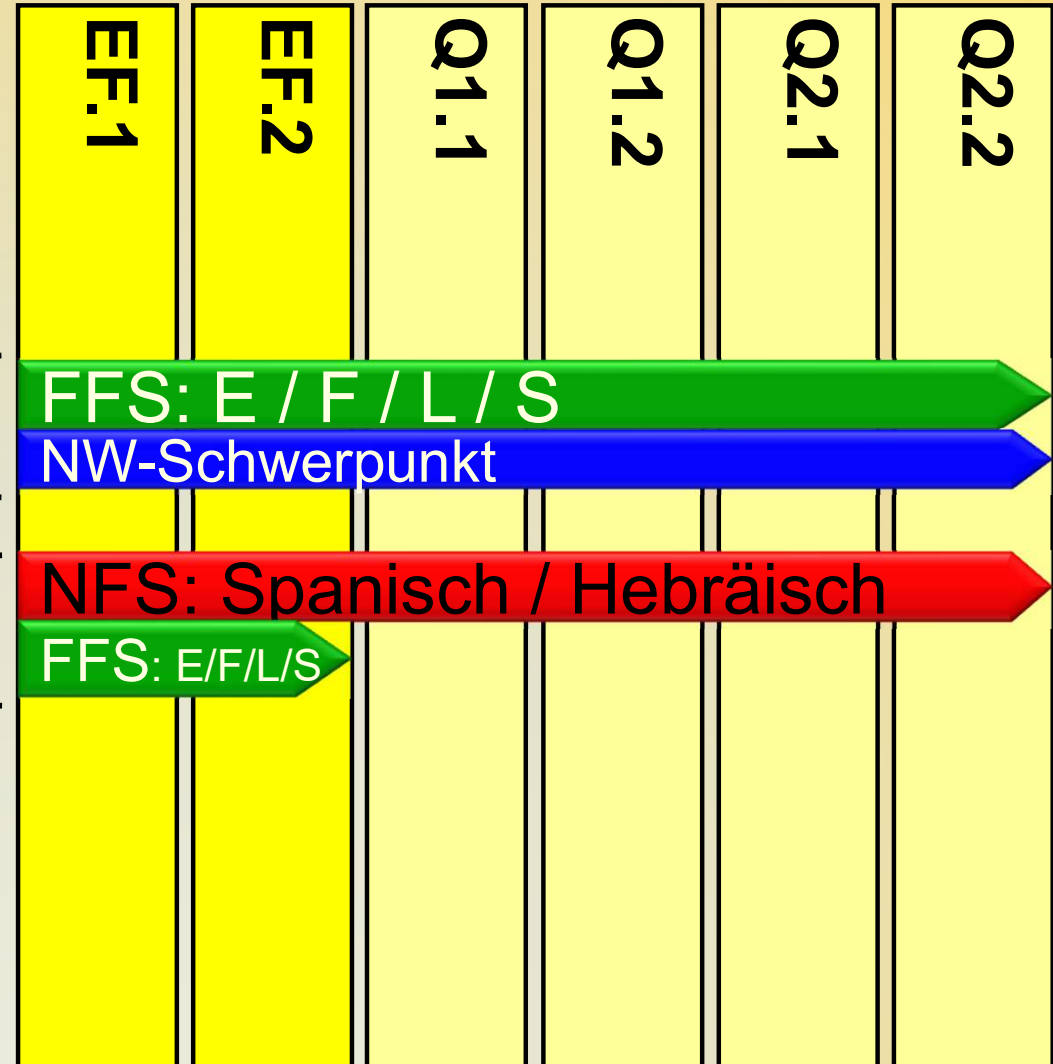 EF.1
EF.2
Q1.1
Q1.2
Q2.1
Q2.2
FFS: E / F / L / S
NW-Schwerpunkt
NFS: Spanisch / Hebräisch
FFS: E/F/L/S